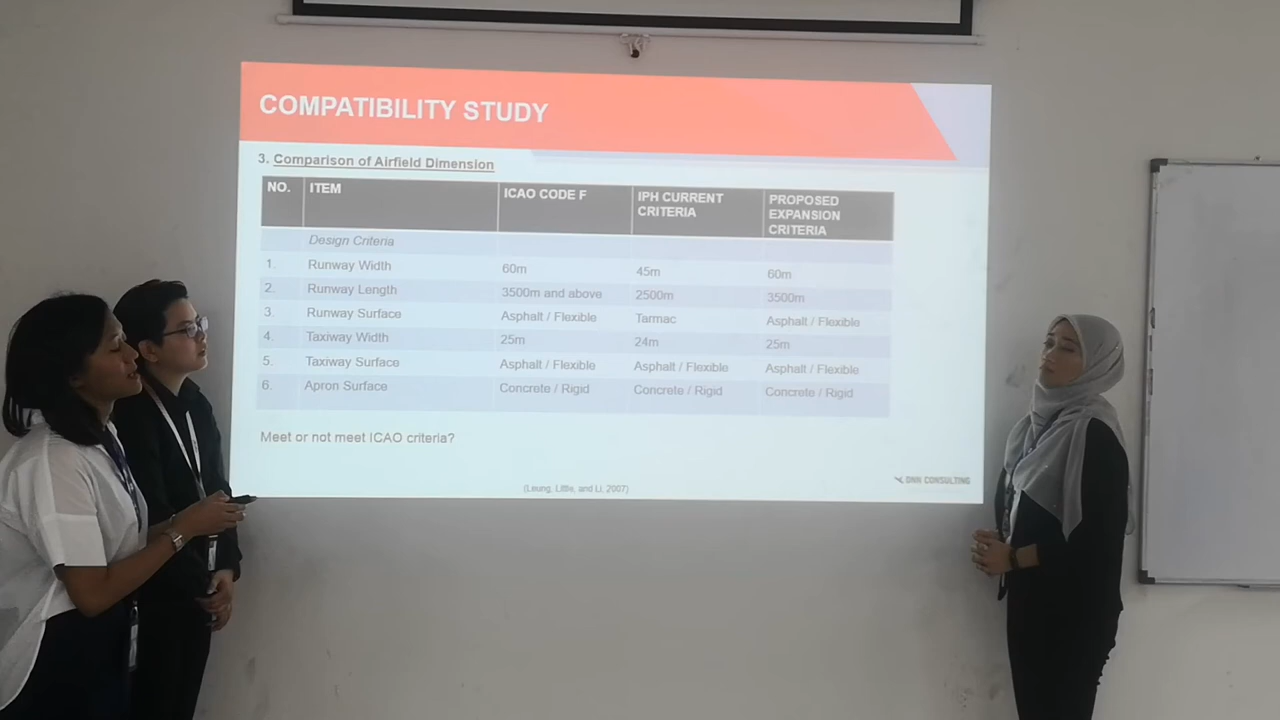 COMPATIBILITY STUDY
3. Comparison of Airfield Dimension
NO. ITEM ICAO CODE F IPH CURRENT CRITERIA PROPOSED EXPANSION CRITERIA
Design Criteria
1. Runway Width 60m 45m 60m
2. Runway Length 3500m and above 2500m 3500m
3. Runway Surface Asphalt / Flexible Tarmac Asphalt / Flexible
4. Taxiway Width 25m 24m 25m
5. Taxiway Surface Asphalt / Flexible Asphalt / Flexible Asphalt / Flexible
6. Apron Surface Concrete / Rigid Concrete / Rigid Concrete / Rigid
Meet or not meet ICAO criteria?
(Leung, Little, and Li, 2007)
DNN CONSULTING